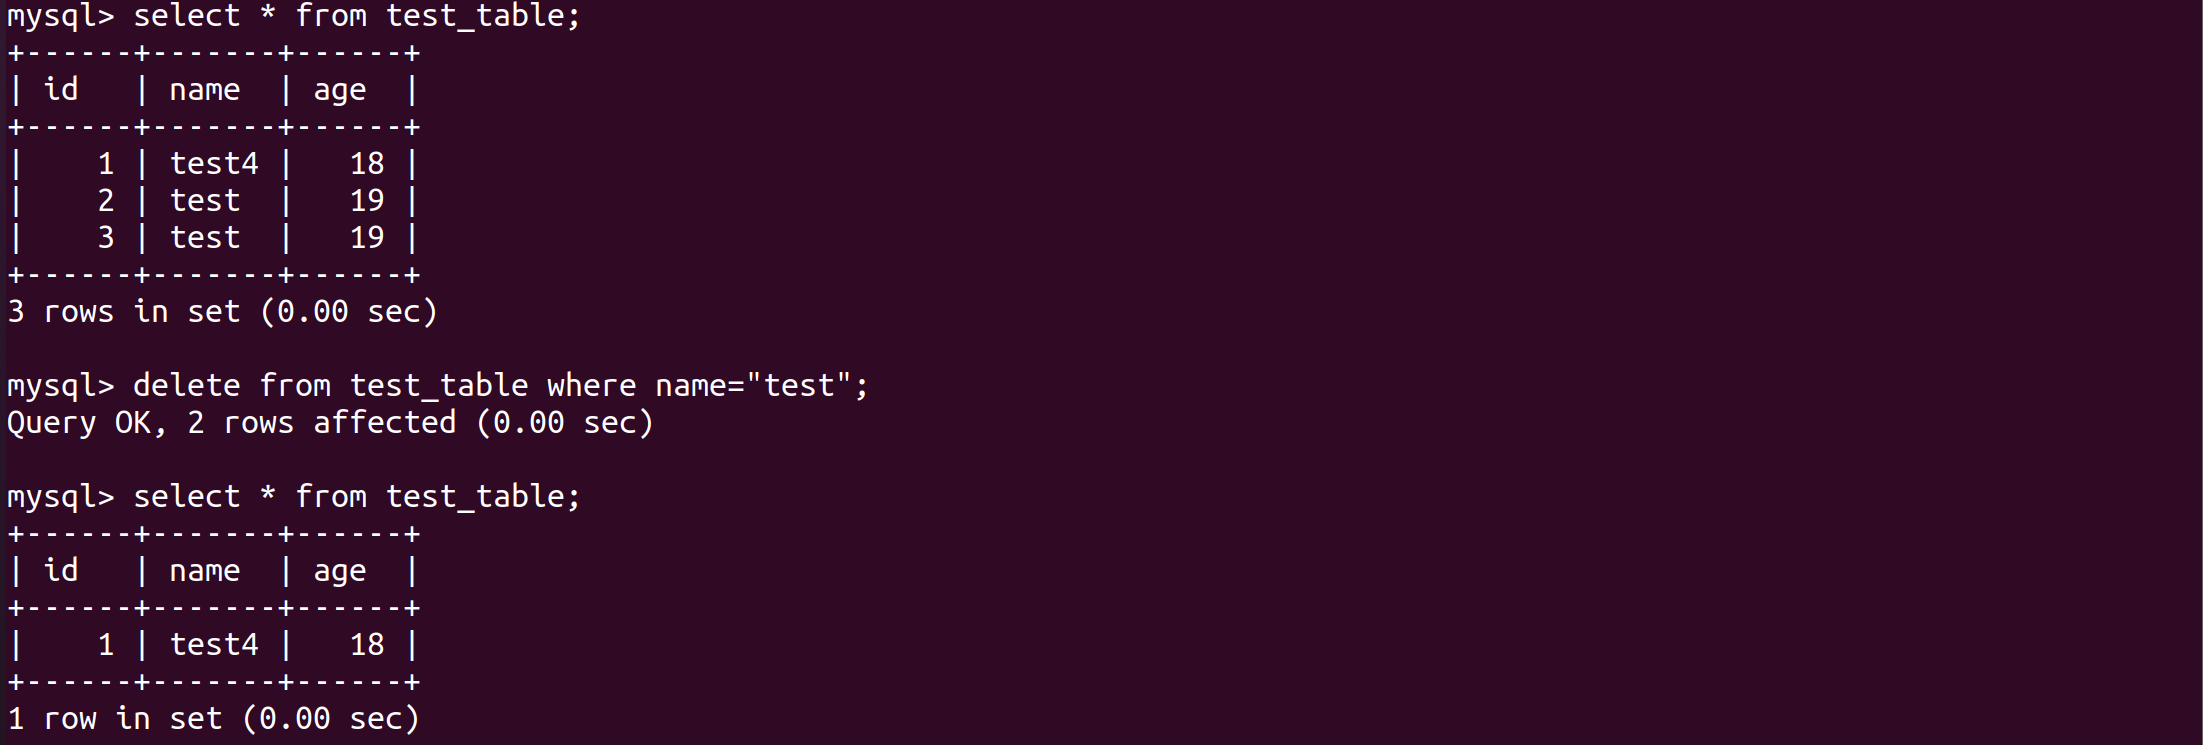 mysql> select * from test_table;
+------+-------+------+
| id   | name  | age  |
+------+-------+------+
|    1 | test4 |   18 |
|    2 | test  |   19 |
|    3 | test  |   19 |
+------+-------+------+
3 rows in set (0.00 sec)

mysql> delete from test_table where name="test";
Query OK, 2 rows affected (0.00 sec)

mysql> select * from test_table;
+------+-------+------+
| id   | name  | age  |
+------+-------+------+
|    1 | test4 |   18 |
+------+-------+------+
1 row in set (0.00 sec)